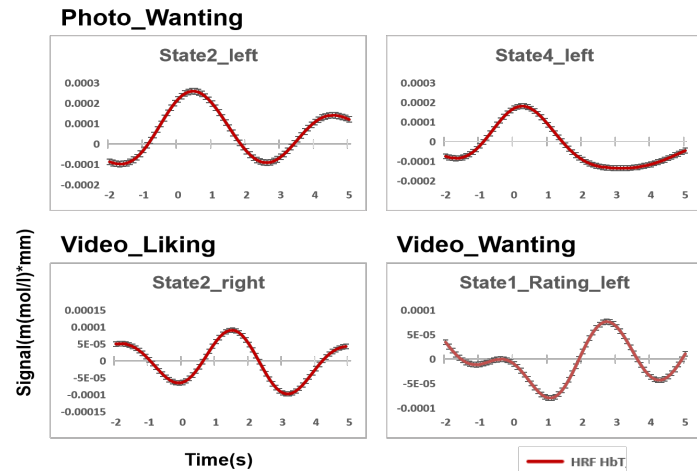 Photo_Wanting
State2_left
0.0003
0.0002
0.0001
0
-0.0001
-0.0002
-2 -1 0 1 2 3 4 5
State4_left
0.0003
0.0002
0.0001
0
-0.0001
-0.0002
-2 -1 0 1 2 3 4 5
Signal(m(mol/l)*mm)
Video_Liking
State2_right
0.00015
0.0001
5E-05
0
-5E-05
-0.0001
-0.00015
-2 -1 0 1 2 3 4 5
Video_Wanting
State1_Rating_left
0.0001
5E-05
0
-5E-05
-0.0001
-2 -1 0 1 2 3 4 5
Time(s)
HRF HbT